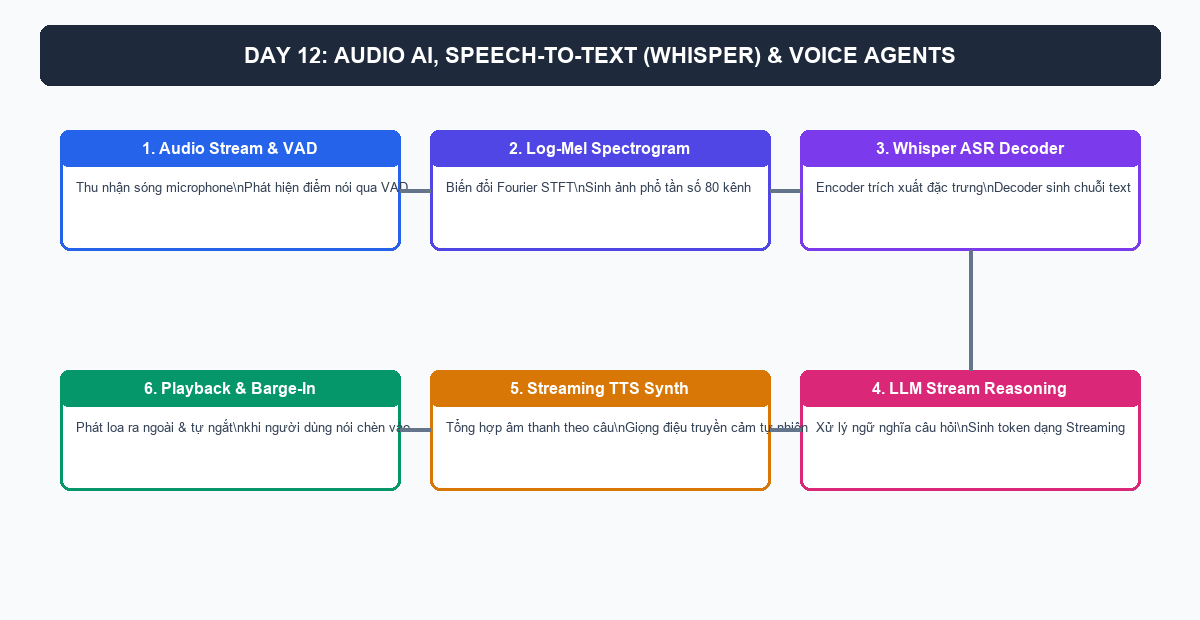 DAY 12: AUDIO AI, SPEECH-TO-TEXT (WHISPER) & VOICE AGENTS
1. Audio Stream & VAD
Thu nhận sóng microphone\nPhát hiện điểm nói qua VAD
2. Log-Mel Spectrogram
Biến đổi Fourier STFT\nSinh ảnh phổ tần số 80 kênh
3. Whisper ASR Decoder
Encoder trích xuất đặc trưng\nDecoder sinh chuỗi text
6. Playback & Barge-In
Phát loa ra ngoài & tự ngắt\nkhi người dùng nói chèn vào
5. Streaming TTS Synth
Tổng hợp âm thanh theo câu\nGiọng điệu truyền cảm tự nhiên
4. LLM Stream Reasoning
Xử lý ngữ nghĩa câu hỏi\nSinh token dạng Streaming